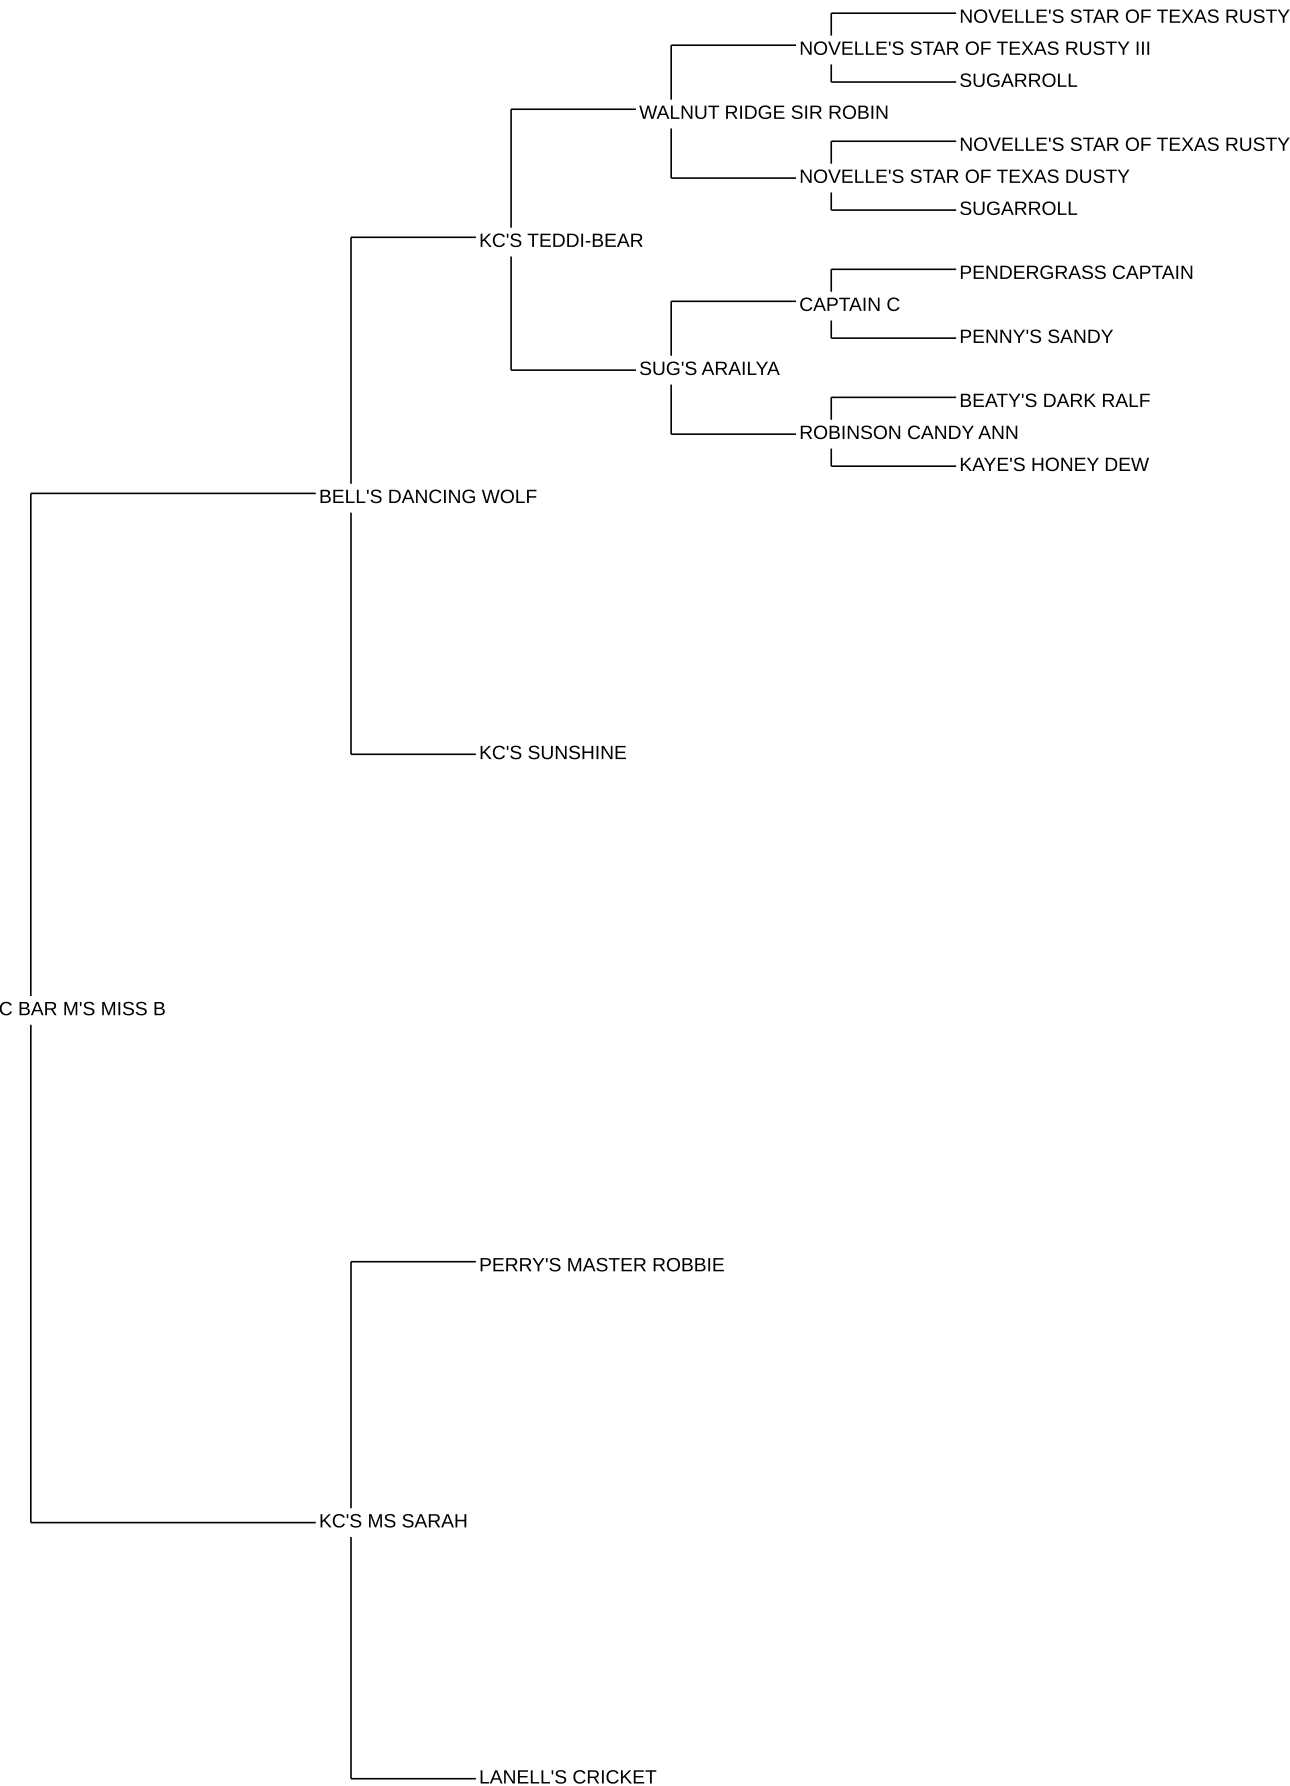 NOVELLE'S STAR OF TEXAS RUSTY
NOVELLE'S STAR OF TEXAS RUSTY III
SUGARROLL
WALNUT RIDGE SIR ROBIN
NOVELLE'S STAR OF TEXAS RUSTY
NOVELLE'S STAR OF TEXAS DUSTY
SUGARROLL
KC'S TEDDI-BEAR
PENDERGRASS CAPTAIN
CAPTAIN C
PENNY'S SANDY
SUG'S ARAILYA
BEATY'S DARK RALF
ROBINSON CANDY ANN
KAYE'S HONEY DEW
BELL'S DANCING WOLF
KC'S SUNSHINE
C BAR M'S MISS B
PERRY'S MASTER ROBBIE
KC'S MS SARAH
LANELL'S CRICKET